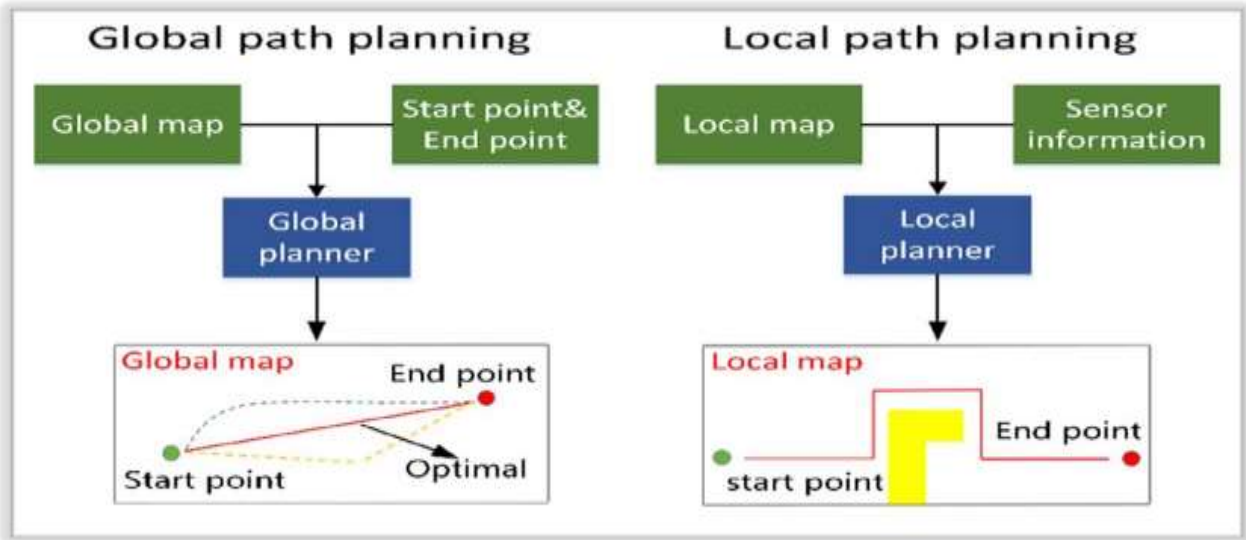 Global path planning
Global map
Start point&
End point
Global
planner
Global map
End point
Start point
Optimal
Local path planning
Local map
Sensor
information
Local
planner
Local map
End point
start point